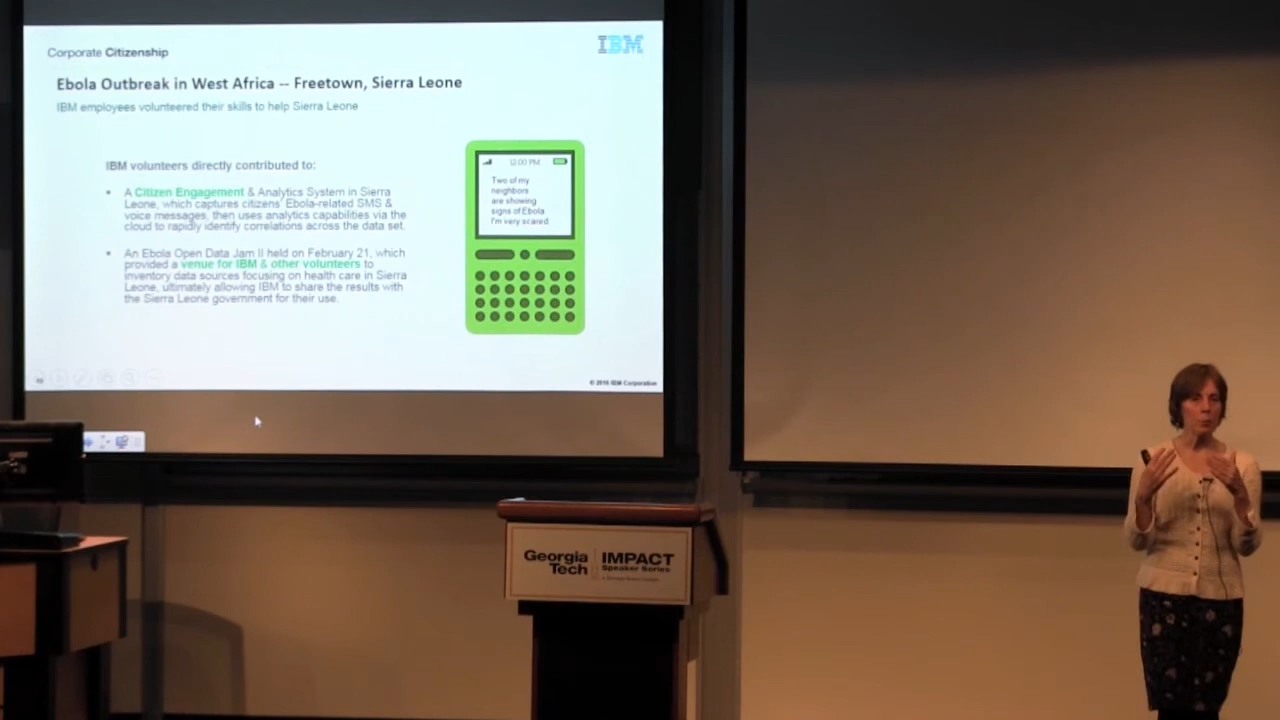 Corporate Citizenship
IBM
Ebola Outbreak in West Africa -- Freetown, Sierra Leone
IBM employees volunteered their skills to help Sierra Leone
IBM volunteers directly contributed to:
▪ A Citizen Engagement & Analytics System in Sierra
Leone, which captures citizens' Ebola-related SMS &
voice messages, then uses analytics capabilities via the
cloud to rapidly identify correlations across the data set.
▪ An Ebola Open Data Jam II held on February 21, which
provided a venue for IBM & other volunteers to
inventory data sources focusing on health care in Sierra
Leone, ultimately allowing IBM to share the results with
the Sierra Leone government for their use.
12:00 PM
Two of my
neighbors
are showing
signs of Ebola
I'm very scared.
© 2016 IBM Corporation
Georgia
Tech
IMPACT
Speaker Series